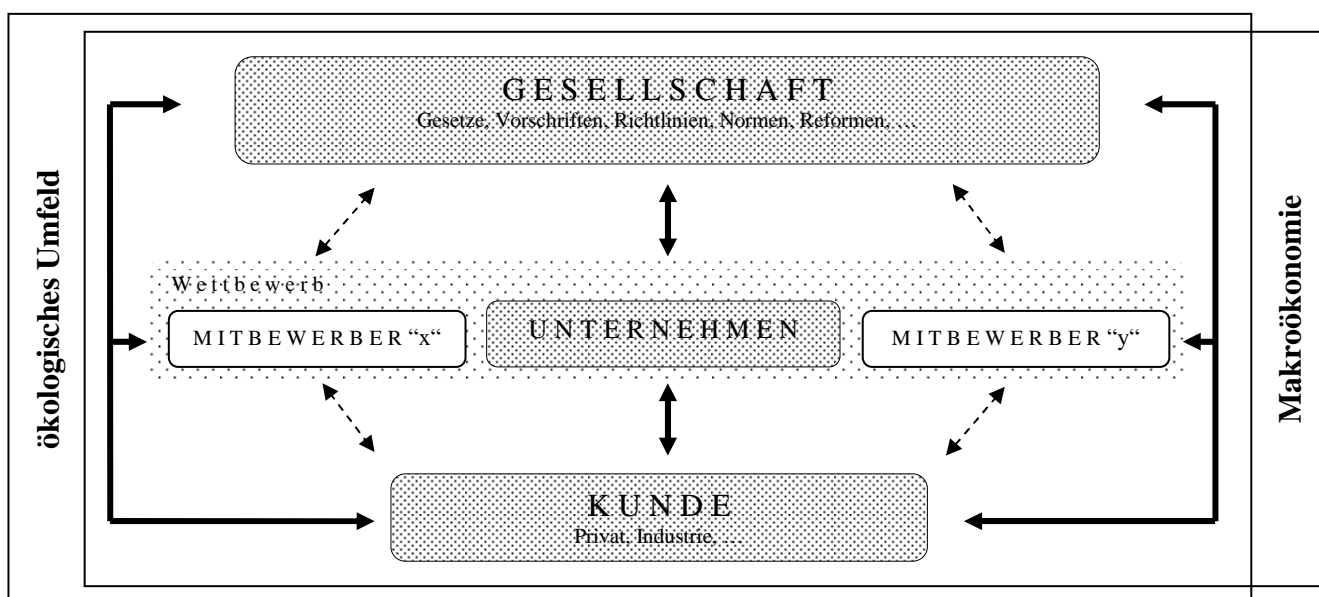 GESELLSCHAFT
Gesetze, Vorschriften, Richtlinien, Normen, Reformen, …
ökologisches Umfeld
Makroökonomie
Wettbewerb
MITBEWERBER “x“
UNTERNEHMEN
MITBEWERBER “y“
KUNDE
Privat, Industrie, …